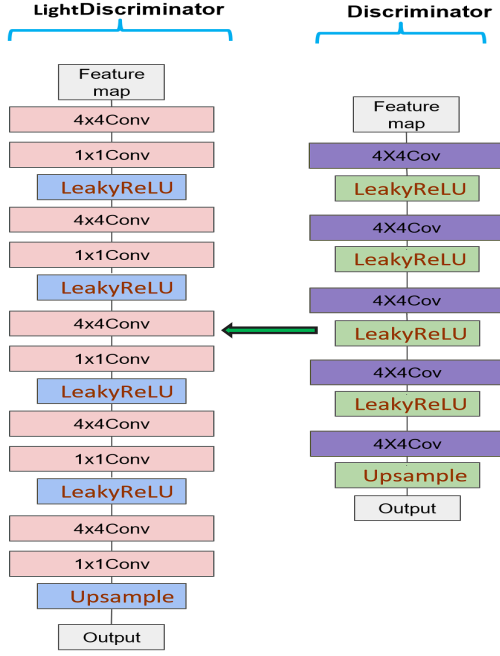 LightDiscriminator
Feature
map
4x4Conv
1x1Conv
LeakyReLU
4x4Conv
1x1Conv
LeakyReLU
4x4Conv
1x1Conv
LeakyReLU
4x4Conv
1x1Conv
LeakyReLU
4x4Conv
1x1Conv
Upsample
Output
Discriminator
Feature
map
4X4Cov
LeakyReLU
4X4Cov
LeakyReLU
4X4Cov
LeakyReLU
4X4Cov
LeakyReLU
4X4Cov
Upsample
Output